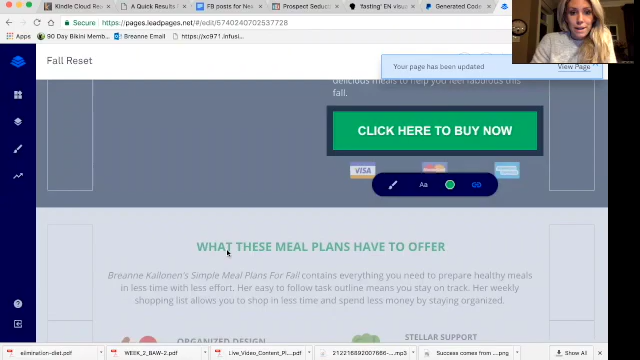 Kindle Cloud Rea
A Quick Results
FB posts for Ne
Prospect Seduct
'fasting' EN visua
Generated Code
Secure https://pages.leadpages.net/#/edit/5740240702537728
Apps
90 Day Bikini Mem
Breanne
https://xc971.infusi
Fall Reset
Your page has been updated
View Page
delicious meals to help you feel fabulous this
fall.
CLICK HERE TO BUY NOW
VISA
Aa
WHAT THESE MEAL PLANS HAVE TO OFFER
Breanne Kallonen's Simple Meal Plans For Fall contains everything you need to prepare healthy meals
in less time with less effort. Her easy to follow task outline means you stay on track. Her weekly
shopping list allows you to shop in less time and spend less money by staying organized.
ORGANIZED DESIGN
STELLAR SUPPORT
elimination-diet.pdf
WEEK_2_BAW-2.pdf
Live_Video_Content_Pl....pdf
Success comes from....png
Show All